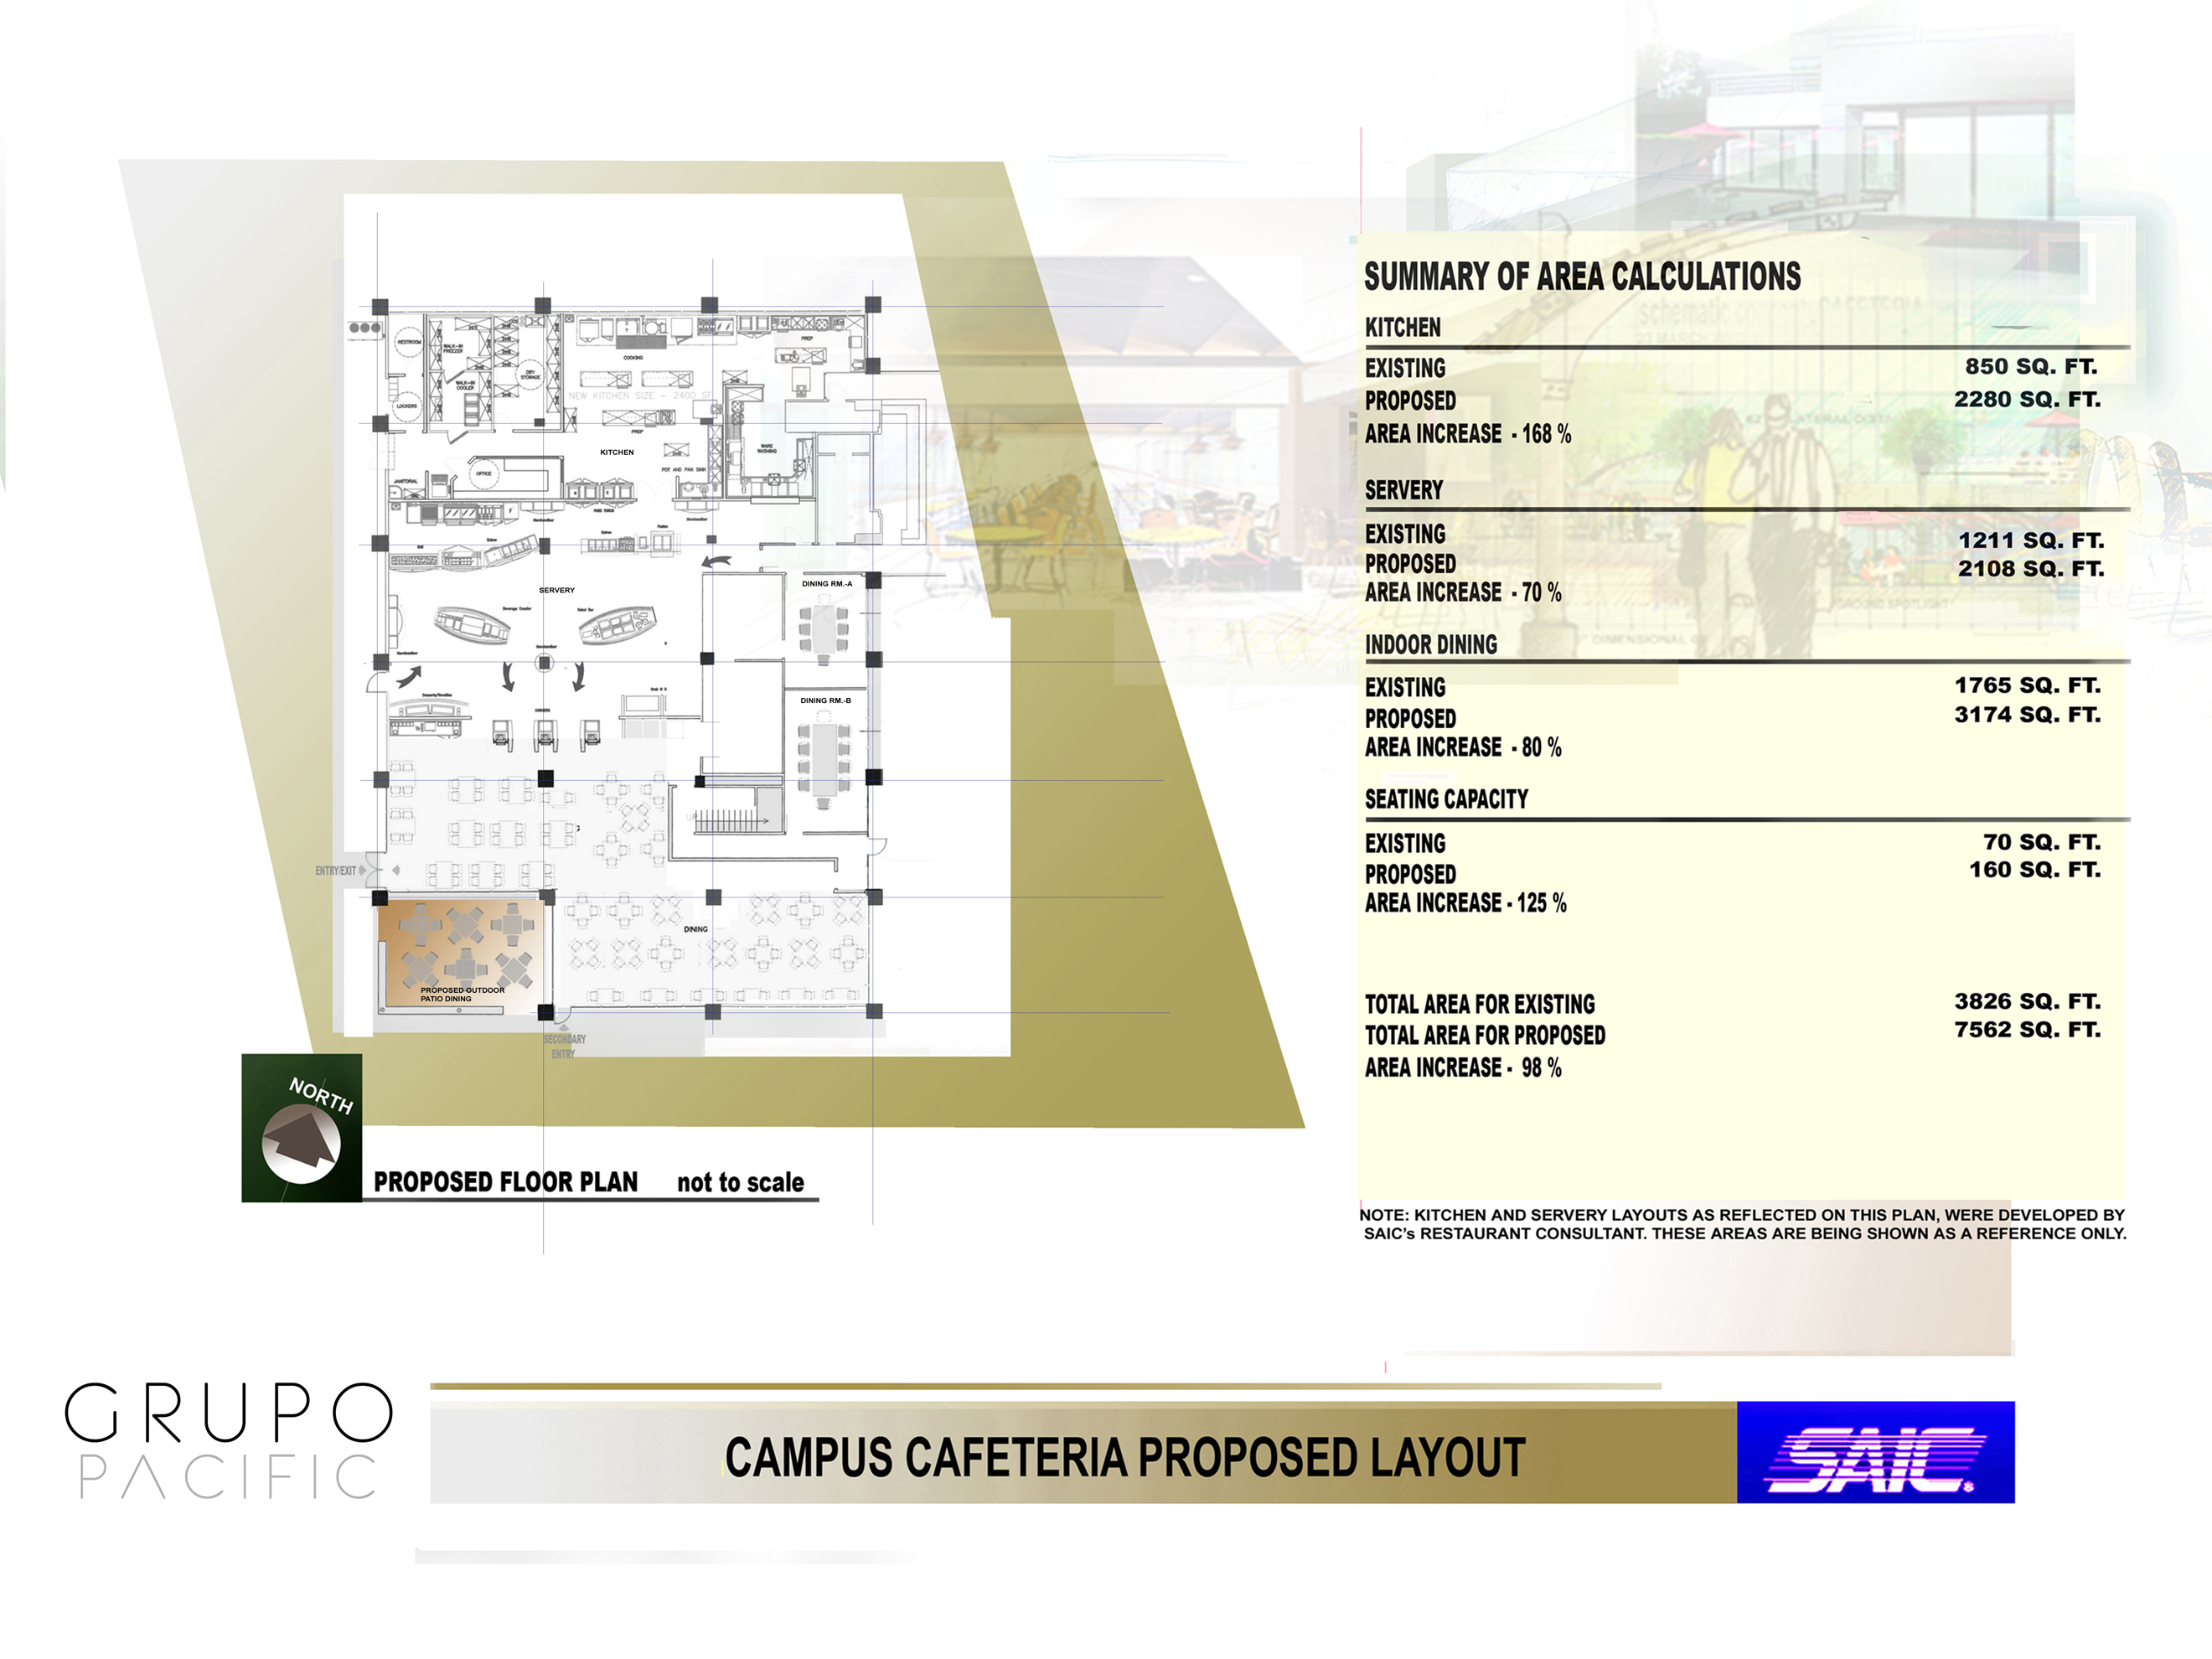 RESTROOM
WALK-IN
FREEZER
WALK-IN
COOLER
DRY
STORAGE
LOCKERS
COOKING
PREP
NEW KITCHEN SIZE - 2400 SF
PREP
KITCHEN
WARE
WASHING
POT AND PAN SINK
OFFICE
JANITORIAL
SERVERY
DINING RM.-A
DINING RM.-B
UP
ENTRY/EXIT
DINING
PROPOSED OUTDOOR
PATIO DINING
SECONDARY
ENTRY
NORTH
PROPOSED FLOOR PLAN not to scale
SUMMARY OF AREA CALCULATIONS
KITCHEN
EXISTING 850 SQ. FT.
PROPOSED 2280 SQ. FT.
AREA INCREASE - 168 %
SERVERY
EXISTING 1211 SQ. FT.
PROPOSED 2108 SQ. FT.
AREA INCREASE - 70 %
INDOOR DINING
EXISTING 1765 SQ. FT.
PROPOSED 3174 SQ. FT.
AREA INCREASE - 80 %
SEATING CAPACITY
EXISTING 70 SQ. FT.
PROPOSED 160 SQ. FT.
AREA INCREASE - 125 %
TOTAL AREA FOR EXISTING 3826 SQ. FT.
TOTAL AREA FOR PROPOSED 7562 SQ. FT.
AREA INCREASE - 98 %
NOTE: KITCHEN AND SERVERY LAYOUTS AS REFLECTED ON THIS PLAN, WERE DEVELOPED BY
SAIC's RESTAURANT CONSULTANT. THESE AREAS ARE BEING SHOWN AS A REFERENCE ONLY.
GRUPO
PACIFIC
CAMPUS CAFETERIA PROPOSED LAYOUT
SAIC